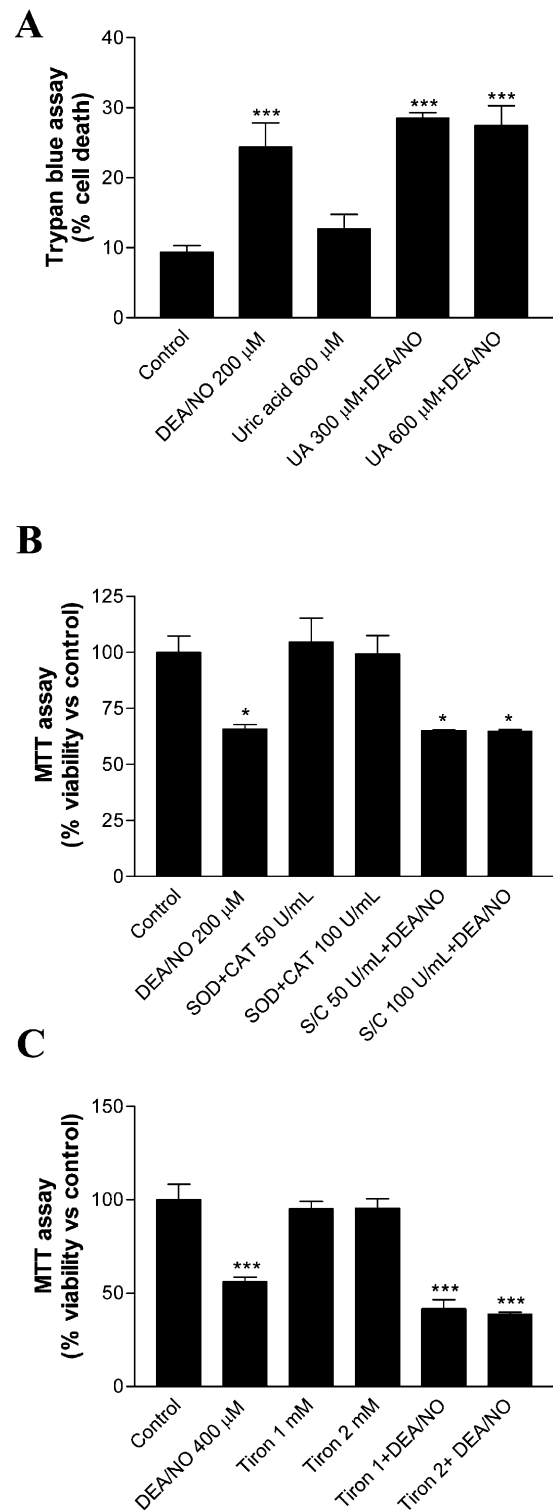 A
Trypan blue assay
(% cell death)
40
30
20
10
0
***
***
***
Control
DEA/NO 200 μM
Uric acid 600 μM
UA 300 μM+DEA/NO
UA 600 μM+DEA/NO
B
MTT assay
(% viability vs control)
125
100
75
50
25
0
*
*
*
Control
DEA/NO 200 μM
SOD+CAT 50 U/mL
SOD+CAT 100 U/mL
S/C 50 U/mL+DEA/NO
S/C 100 U/mL+DEA/NO
C
MTT assay
(% viability vs control)
150
100
50
0
***
***
***
Control
DEA/NO 400 μM
Tiron 1 mM
Tiron 2 mM
Tiron 1+DEA/NO
Tiron 2+ DEA/NO